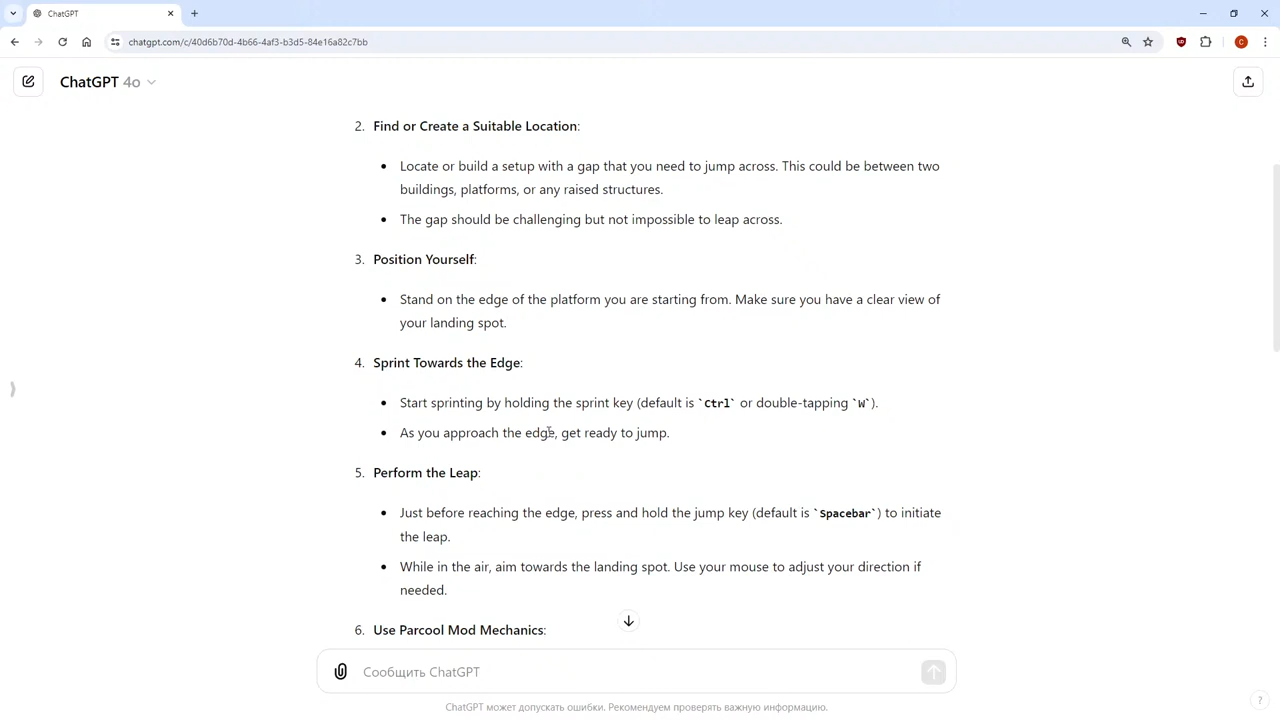 ChatGPT
chatgpt.com/c/40d6b70d-4b66-4af3-b3d5-84e16a82c7bb
ChatGPT 4o
2. Find or Create a Suitable Location:
• Locate or build a setup with a gap that you need to jump across. This could be between two
buildings, platforms, or any raised structures.
• The gap should be challenging but not impossible to leap across.
3. Position Yourself:
• Stand on the edge of the platform you are starting from. Make sure you have a clear view of
your landing spot.
4. Sprint Towards the Edge:
• Start sprinting by holding the sprint key (default is `Ctrl` or double-tapping `W`).
• As you approach the edge, get ready to jump.
5. Perform the Leap:
• Just before reaching the edge, press and hold the jump key (default is `Spacebar`) to initiate
the leap.
• While in the air, aim towards the landing spot. Use your mouse to adjust your direction if
needed.
6. Use Parcool Mod Mechanics:
Сообщить ChatGPT
ChatGPT может допускать ошибки. Рекомендуем проверять важную информацию.
?